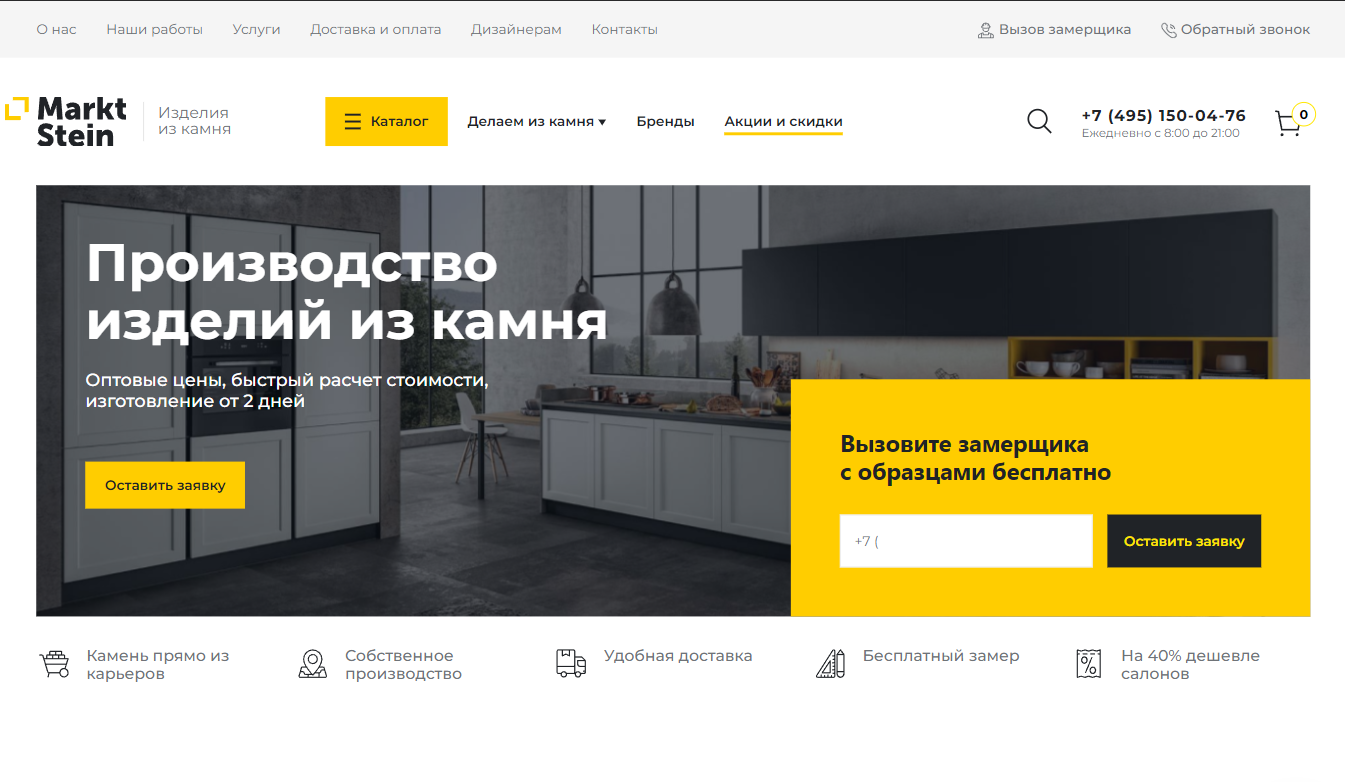 О нас Наши работы Услуги Доставка и оплата Дизайнерам Контакты Вызов замерщика Обратный звонок
Markt
Stein
Изделия
из камня
Каталог Делаем из камня Бренды Акции и скидки
+7 (495) 150-04-76
Ежедневно с 8:00 до 21:00
0
Производство
изделий из камня
Оптовые цены, быстрый расчет стоимости,
изготовление от 2 дней
Оставить заявку
Вызовите замерщика
с образцами бесплатно
+7 (
Оставить заявку
Камень прямо из
карьеров
Собственное
производство
Удобная доставка
Бесплатный замер
На 40% дешевле
салонов